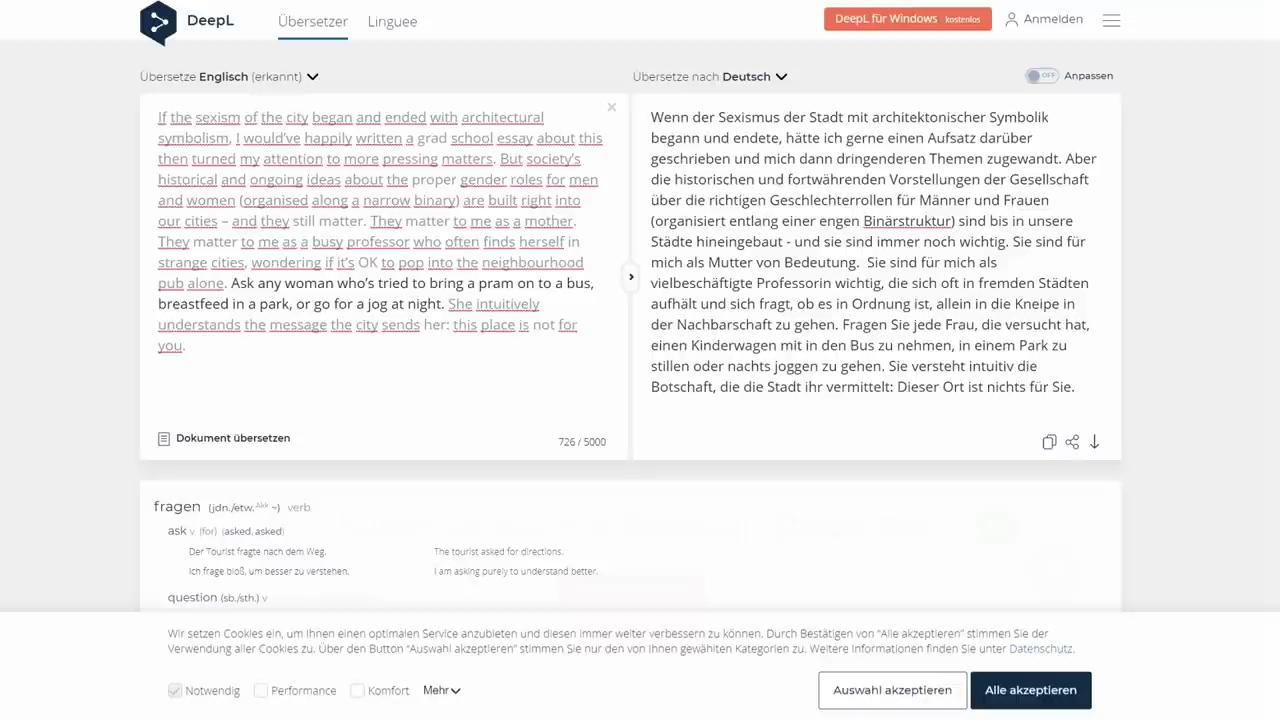 DeepL
Übersetzer
Linguee
DeepL für Windows kostenlos
Anmelden
Übersetze Englisch (erkannt)
Übersetze nach Deutsch
OFF
Anpassen
If the sexism of the city began and ended with architectural
symbolism, I would’ve happily written a grad school essay about this
then turned my attention to more pressing matters. But society’s
historical and ongoing ideas about the proper gender roles for men
and women (organised along a narrow binary) are built right into
our cities – and they still matter. They matter to me as a mother.
They matter to me as a busy professor who often finds herself in
strange cities, wondering if it’s OK to pop into the neighbourhood
pub alone. Ask any woman who’s tried to bring a pram on to a bus,
breastfeed in a park, or go for a jog at night. She intuitively
understands the message the city sends her: this place is not for
you.
Dokument übersetzen
726 / 5000
Wenn der Sexismus der Stadt mit architektonischer Symbolik
begann und endete, hätte ich gerne einen Aufsatz darüber
geschrieben und mich dann dringenderen Themen zugewandt. Aber
die historischen und fortwährenden Vorstellungen der Gesellschaft
über die richtigen Geschlechterrollen für Männer und Frauen
(organisiert entlang einer engen Binärstruktur) sind bis in unsere
Städte hineingebaut - und sie sind immer noch wichtig. Sie sind für
mich als Mutter von Bedeutung. Sie sind für mich als
vielbeschäftigte Professorin wichtig, die sich oft in fremden Städten
aufhält und sich fragt, ob es in Ordnung ist, allein in die Kneipe in
der Nachbarschaft zu gehen. Fragen Sie jede Frau, die versucht hat,
einen Kinderwagen mit in den Bus zu nehmen, in einem Park zu
stillen oder nachts joggen zu gehen. Sie versteht intuitiv die
Botschaft, die die Stadt ihr vermittelt: Dieser Ort ist nichts für Sie.
fragen (jdn./etw.Akk ~) verb
ask v (for) (asked, asked)
Der Tourist fragte nach dem Weg. The tourist asked for directions.
Ich frage bloß, um besser zu verstehen. I am asking purely to understand better.
question (sb./sth.) v
Wir setzen Cookies ein, um Ihnen einen optimalen Service anzubieten und diesen immer weiter verbessern zu können. Durch Bestätigen von “Alle akzeptieren” stimmen Sie der
Verwendung aller Cookies zu. Über den Button “Auswahl akzeptieren” stimmen Sie nur den von Ihnen gewählten Kategorien zu. Weitere Informationen finden Sie unter Datenschutz.
Notwendig
Performance
Komfort
Mehr
Auswahl akzeptieren
Alle akzeptieren